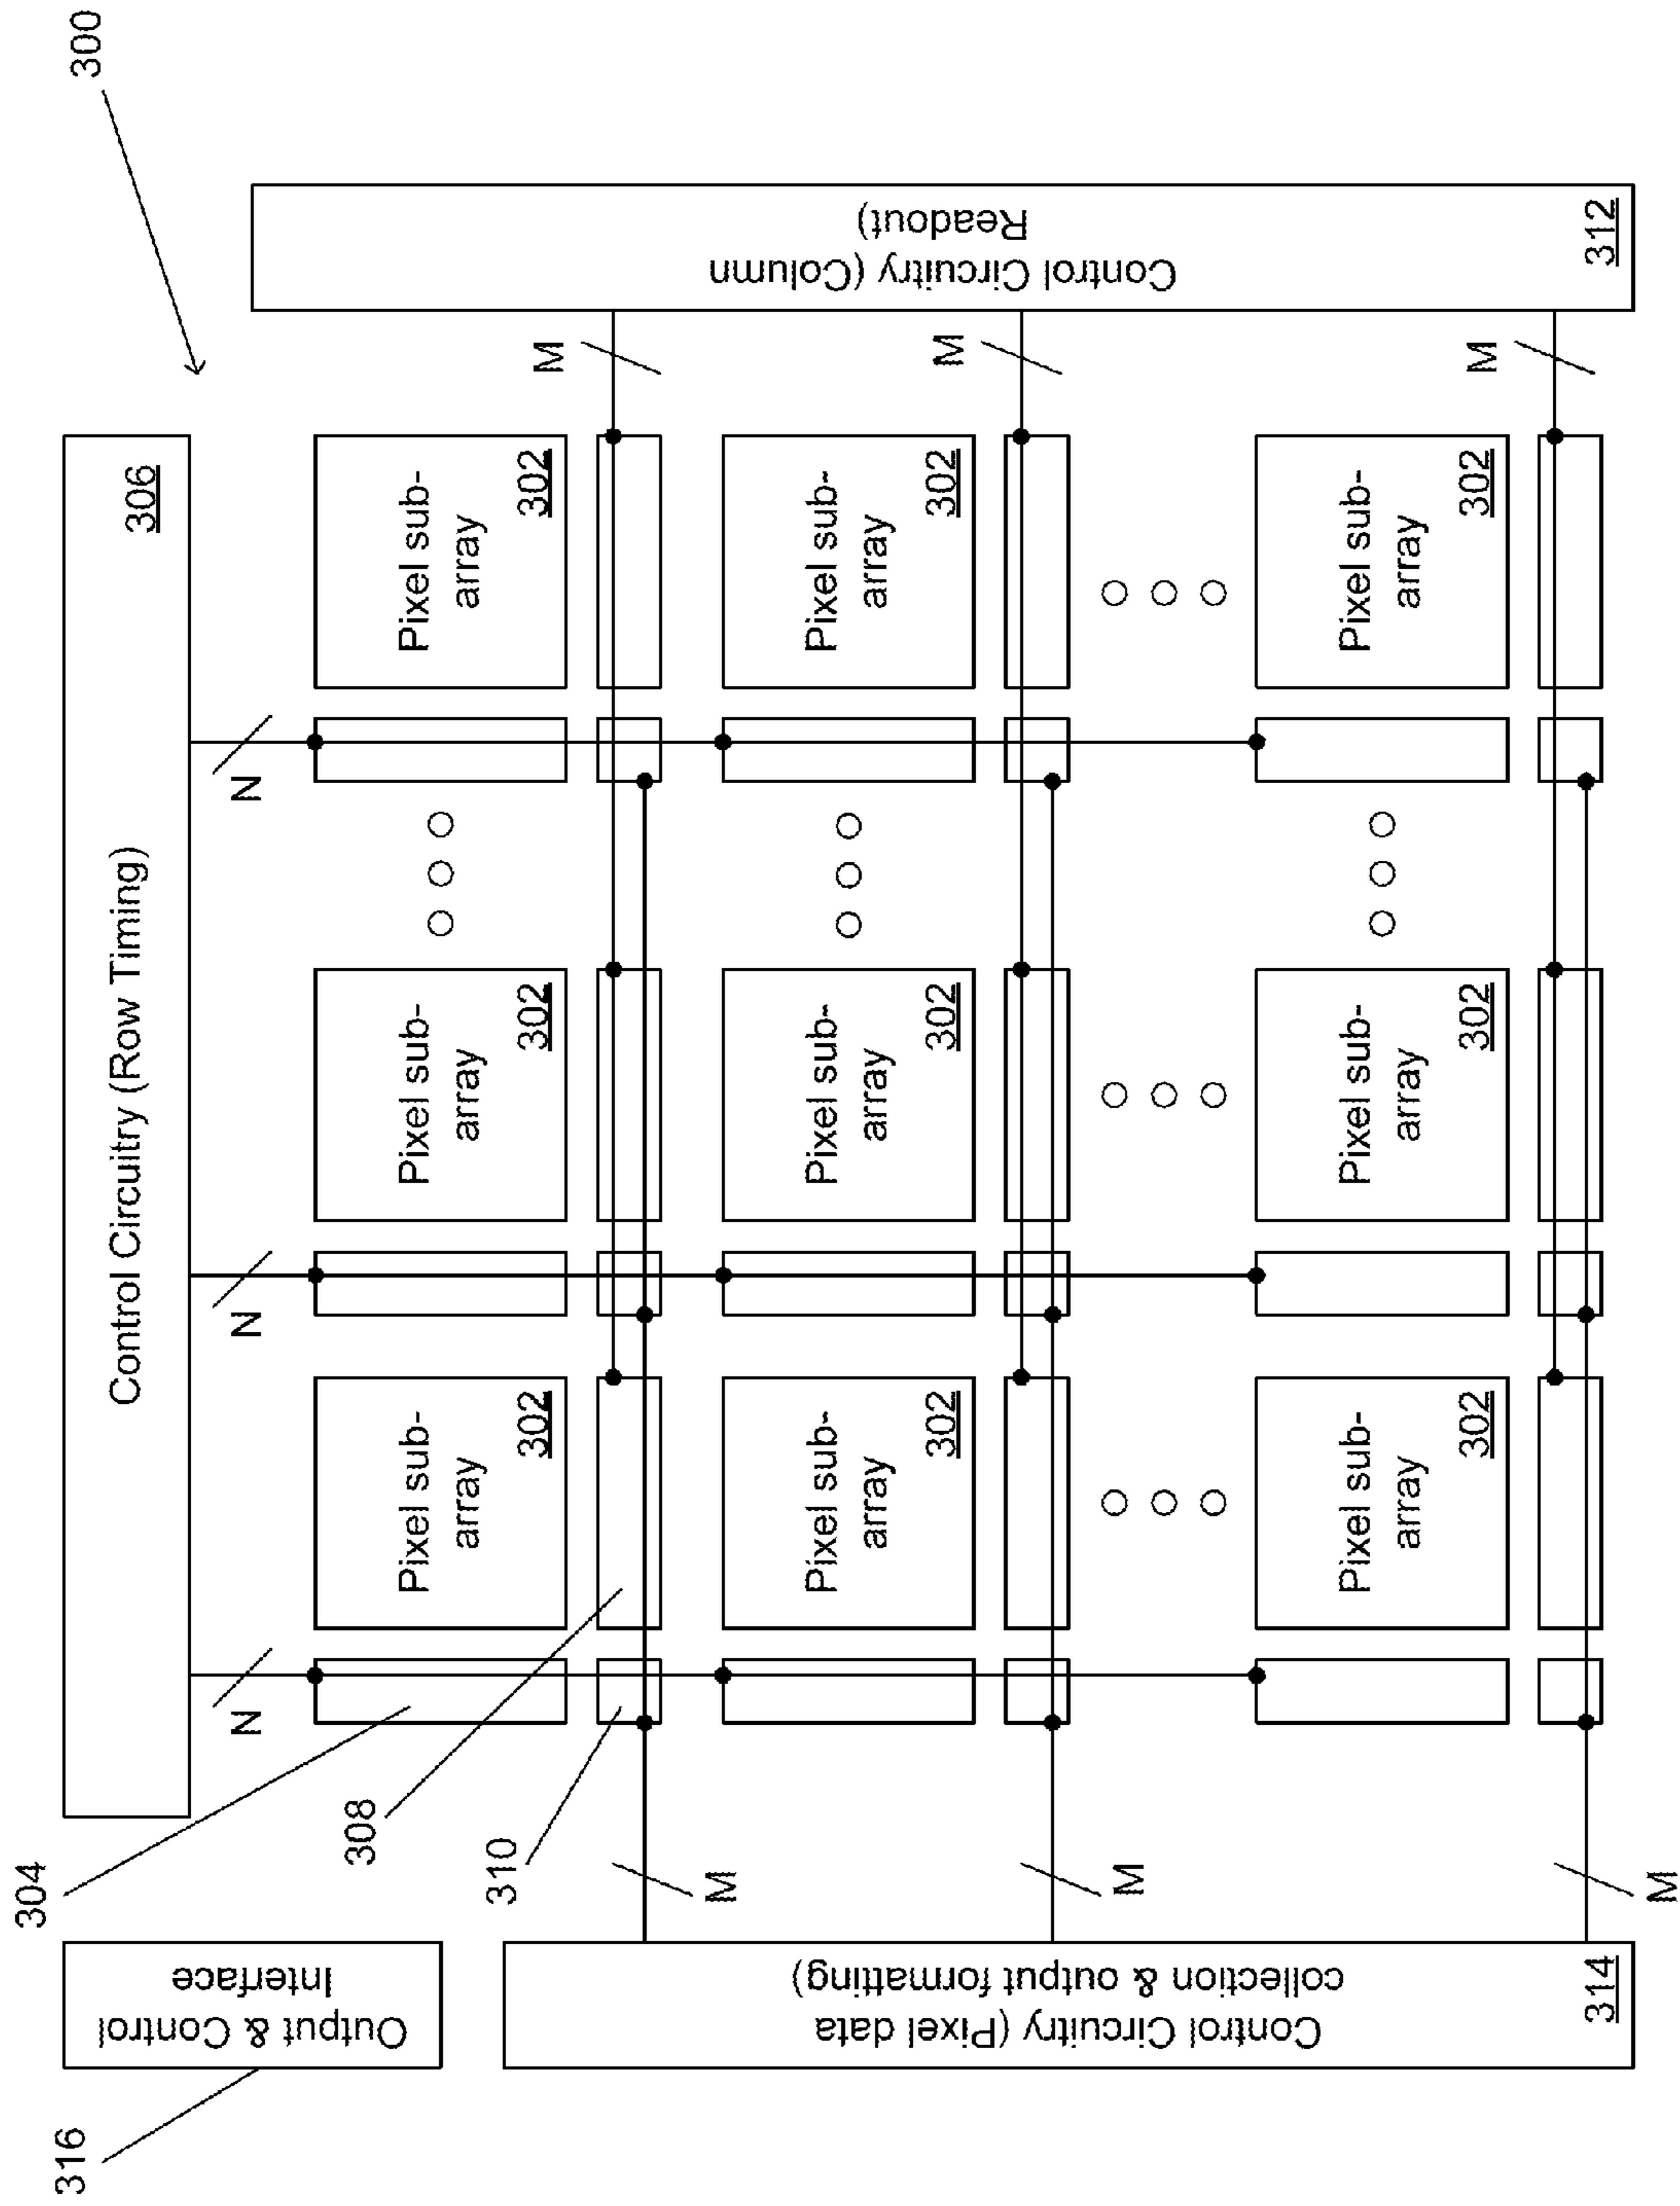 300
316
Output & Control
Interface
304
Control Circuitry (Row Timing)
306
N
N
N
308
310
Pixel sub-
array
302
Pixel sub-
array
302
Pixel sub-
array
302
M
M
Pixel sub-
array
302
Pixel sub-
array
302
Pixel sub-
array
302
M
M
Pixel sub-
array
302
Pixel sub-
array
302
Pixel sub-
array
302
M
M
Control Circuitry (Pixel data
collection & output formatting)
314
Control Circuitry (Column
Readout)
312